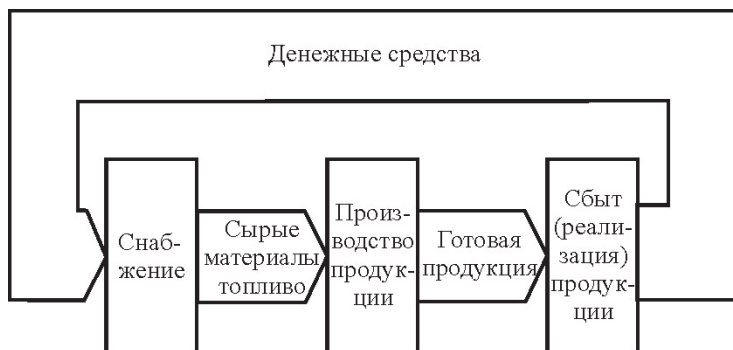 Денежные средства
Снаб-
жение
Сырые
материалы
топливо
Произ-
водство
продук-
ции
Готовая
продукция
Сбыт
(реали-
зация)
продук-
ции